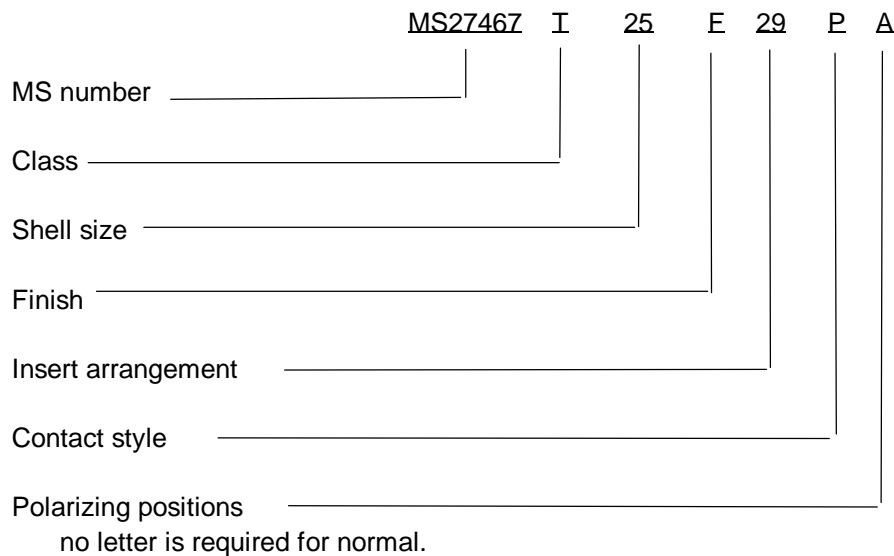 MS27467 T 25 F 29 P A
MS number
Class
Shell size
Finish
Insert arrangement
Contact style
Polarizing positions
no letter is required for normal.